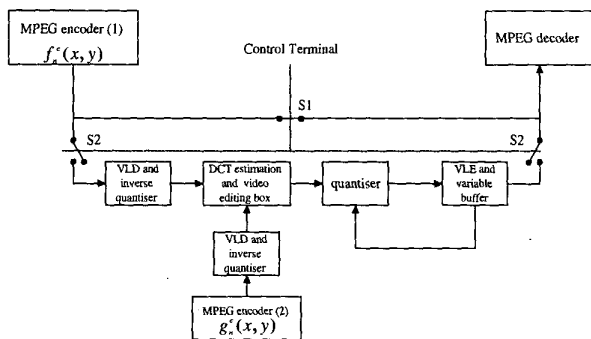 MPEG encoder (1)
f_n^e(x, y)
Control Terminal
MPEG decoder
S1
S2
S2
VLD and
inverse
quantiser
DCT estimation
and video
editing box
quantiser
VLE and
variable
buffer
VLD and
inverse
quantiser
MPEG encoder (2)
g_n^e(x, y)